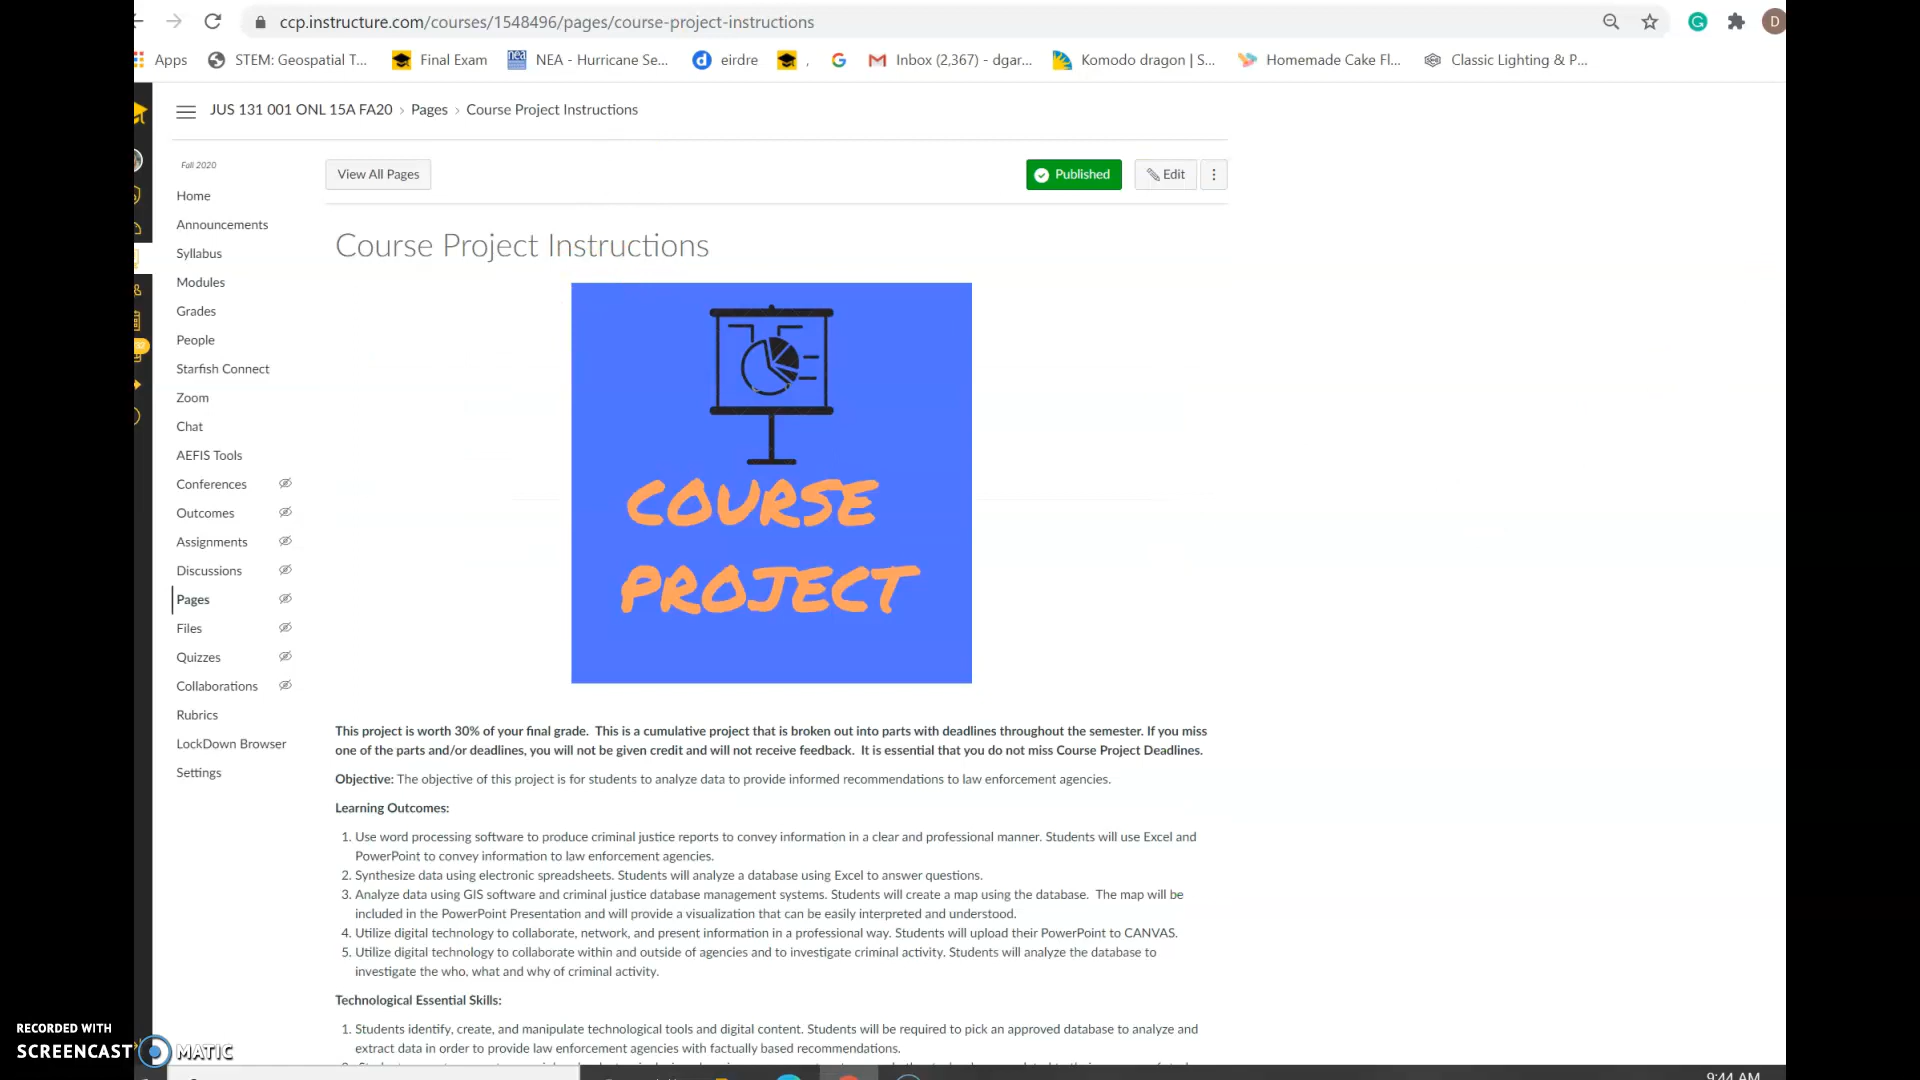 ccp.instructure.com/courses/1548496/pages/course-project-instructions
D
Apps STEM: Geospatial T... Final Exam NEA - Hurricane Se... eirdre , Inbox (2,367) - dgar... Komodo dragon | S... Homemade Cake Fl... Classic Lighting & P...
JUS 131 001 ONL 15A FA20 › Pages › Course Project Instructions
Fall 2020
Home
Announcements
Syllabus
Modules
Grades
People
Starfish Connect
Zoom
Chat
AEFIS Tools
Conferences
Outcomes
Assignments
Discussions
Pages
Files
Quizzes
Collaborations
Rubrics
LockDown Browser
Settings
View All Pages
Published
Edit
Course Project Instructions
COURSE
PROJECT
This project is worth 30% of your final grade. This is a cumulative project that is broken out into parts with deadlines throughout the semester. If you miss
one of the parts and/or deadlines, you will not be given credit and will not receive feedback. It is essential that you do not miss Course Project Deadlines.
Objective: The objective of this project is for students to analyze data to provide informed recommendations to law enforcement agencies.
Learning Outcomes:
1. Use word processing software to produce criminal justice reports to convey information in a clear and professional manner. Students will use Excel and
PowerPoint to convey information to law enforcement agencies.
2. Synthesize data using electronic spreadsheets. Students will analyze a database using Excel to answer questions.
3. Analyze data using GIS software and criminal justice database management systems. Students will create a map using the database. The map will be
included in the PowerPoint Presentation and will provide a visualization that can be easily interpreted and understood.
4. Utilize digital technology to collaborate, network, and present information in a professional way. Students will upload their PowerPoint to CANVAS.
5. Utilize digital technology to collaborate within and outside of agencies and to investigate criminal activity. Students will analyze the database to
investigate the who, what and why of criminal activity.
Technological Essential Skills:
1. Students identify, create, and manipulate technological tools and digital content. Students will be required to pick an approved database to analyze and
extract data in order to provide law enforcement agencies with factually based recommendations.
RECORDED WITH
SCREENCAST MATIC
9:44 AM